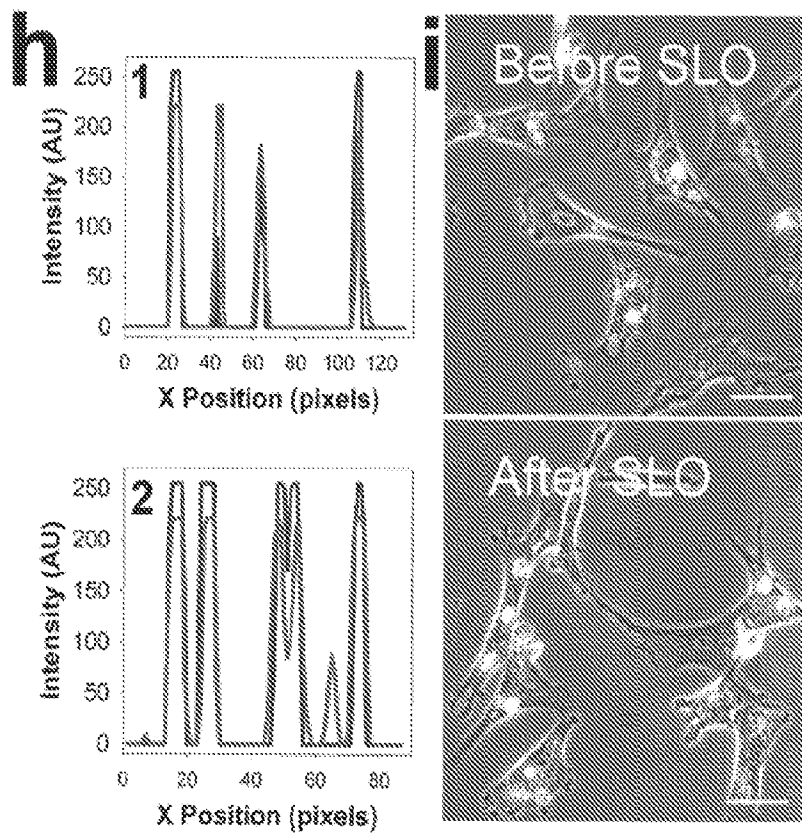 h
1
Intensity (AU)
250
200
150
100
50
0
0 20 40 60 80 100 120
X Position (pixels)
2
Intensity (AU)
250
200
150
100
50
0
0 20 40 60 80
X Position (pixels)
i
Before SLO
After SLO